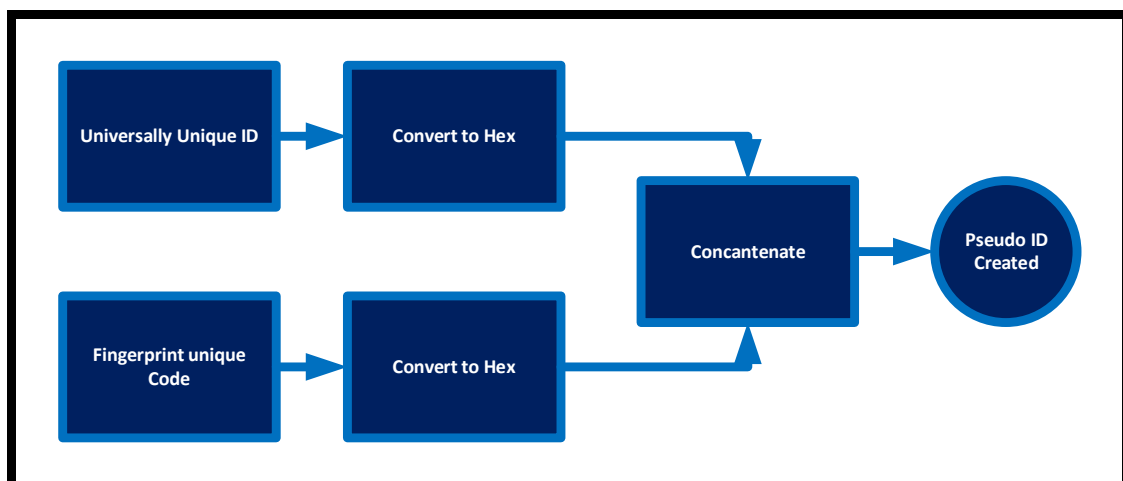 Universally Unique ID
Convert to Hex
Concantenate
Pseudo ID
Created
Fingerprint unique
Code
Convert to Hex